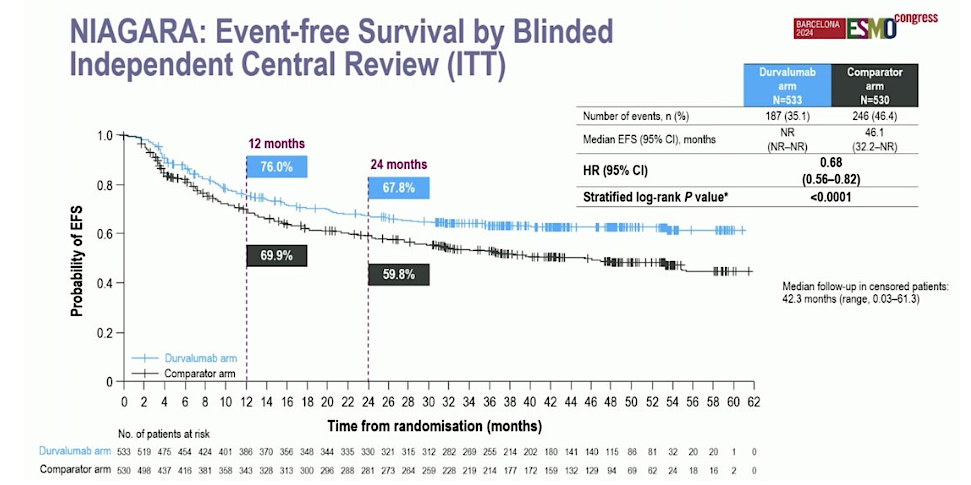 NIAGARA: Event-free Survival by Blinded
Independent Central Review (ITT)
BARCELONA
2024
ESMO
congress
Durvalumab arm N=533 Comparator arm N=530
Number of events, n (%) 187 (35.1) 246 (46.4)
Median EFS (95% CI), months NR (NR–NR) 46.1 (32.2–NR)
HR (95% CI) 0.68 (0.56–0.82)
Stratified log-rank P value* <0.0001
12 months
76.0%
24 months
67.8%
69.9%
59.8%
Probability of EFS
1.0
0.8
0.6
0.4
0.2
0
Durvalumab arm
Comparator arm
0 2 4 6 8 10 12 14 16 18 20 22 24 26 28 30 32 34 36 38 40 42 44 46 48 50 52 54 56 58 60 62
Time from randomisation (months)
Median follow-up in censored patients:
42.3 months (range, 0.03–61.3)
No. of patients at risk
Durvalumab arm 533 519 475 454 424 401 386 370 356 348 344 335 330 321 315 312 282 269 255 214 202 180 141 140 115 86 81 32 20 20 1 0
Comparator arm 530 498 437 416 381 358 343 328 313 300 296 288 281 273 264 259 228 219 214 177 172 159 132 129 94 69 62 24 18 16 2 0